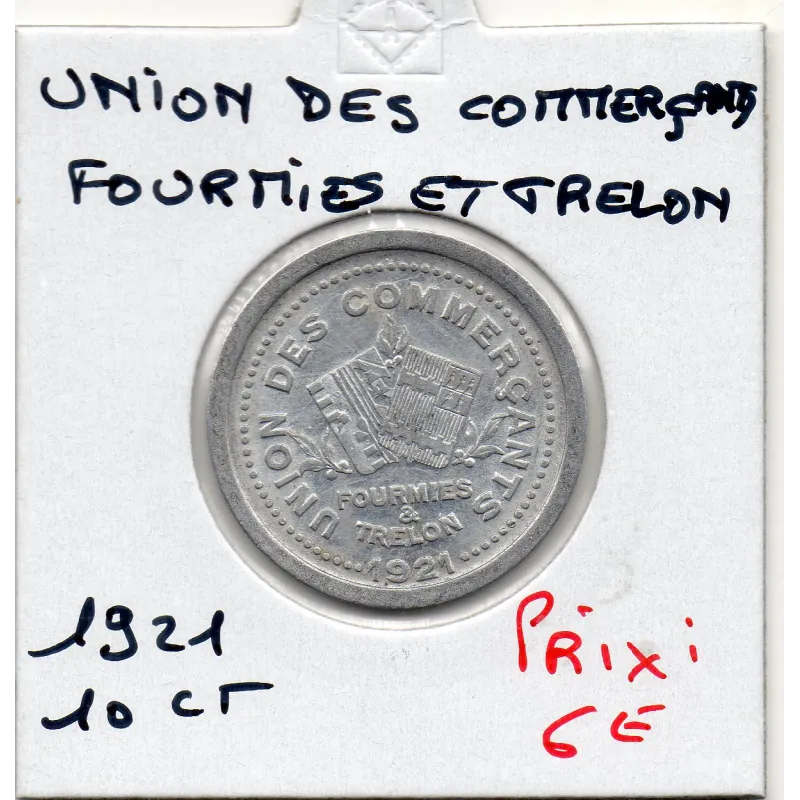 UNION DES COMMERÇANTS
FOURMIES ET TRELON
UNION DES COMMERÇANTS
FOURMIES
&
TRELON
1921
1921
10 CT
PRIX:
6€